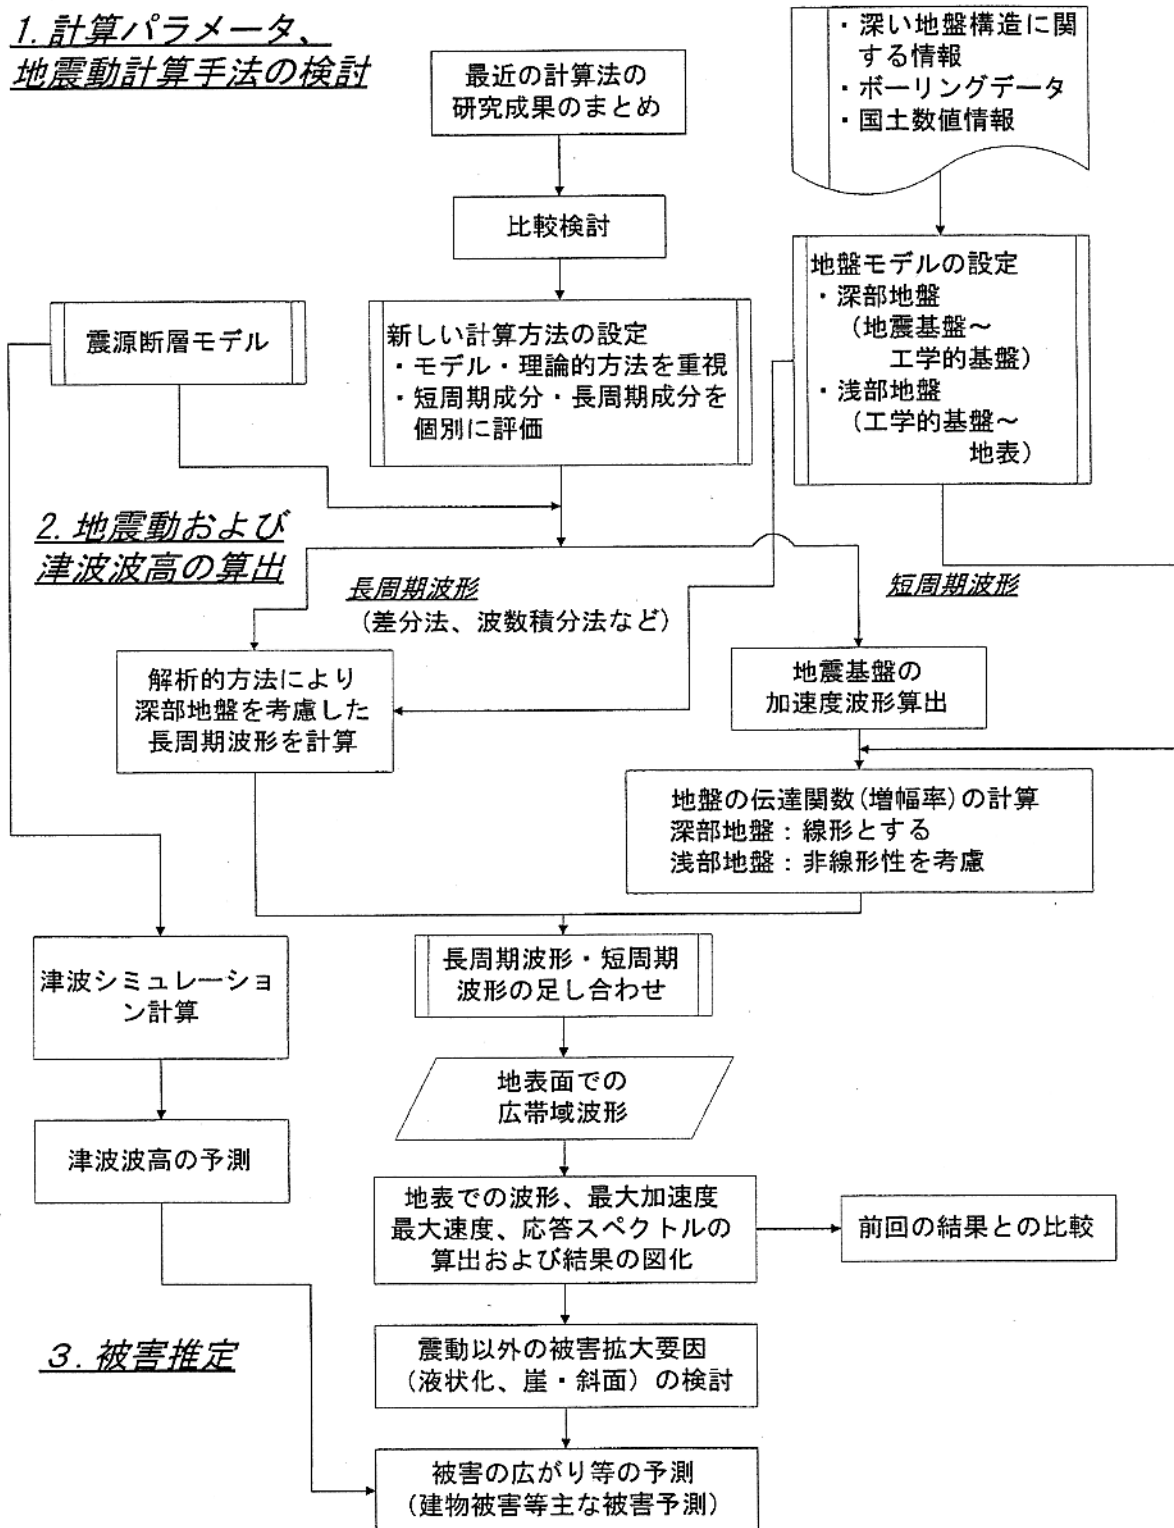 1. 計算パラメータ、
地震動計算手法の検討
最近の計算法の
研究成果のまとめ
・深い地盤構造に関
する情報
・ボーリングデータ
・国土数値情報
比較検討
地盤モデルの設定
・深部地盤
（地震基盤～
工学的基盤）
・浅部地盤
（工学的基盤～
地表）
震源断層モデル
新しい計算方法の設定
・モデル・理論的方法を重視
・短周期成分・長周期成分を
個別に評価
2. 地震動および
津波波高の算出
長周期波形
（差分法、波数積分法など）
短周期波形
解析的方法により
深部地盤を考慮した
長周期波形を計算
地震基盤の
加速度波形算出
地盤の伝達関数(増幅率)の計算
深部地盤：線形とする
浅部地盤：非線形性を考慮
長周期波形・短周期
波形の足し合わせ
津波シミュレーショ
ン計算
地表面での
広帯域波形
津波波高の予測
地表での波形、最大加速度
最大速度、応答スペクトルの
算出および結果の図化
前回の結果との比較
３. 被害推定
震動以外の被害拡大要因
（液状化、崖・斜面）の検討
被害の広がり等の予測
（建物被害等主な被害予測）